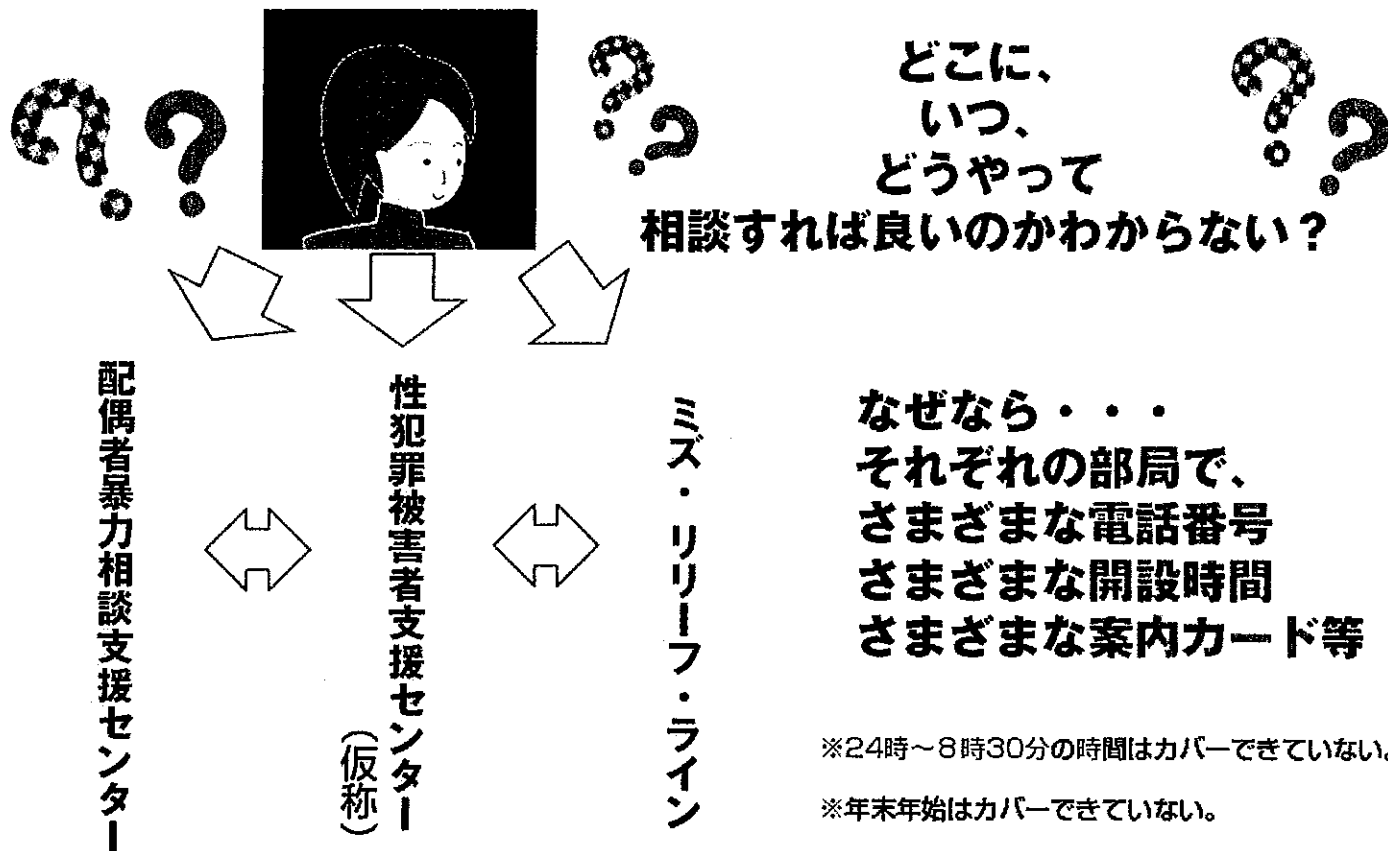 どこに、
いつ、
どうやって
相談すれば良いのかわからない?
配偶者暴力相談支援センター
性犯罪被害者支援センター
(仮称)
ミズ・リリーフ・ライン
なぜなら・・・
それぞれの部局で、
さまざまな電話番号
さまざまな開設時間
さまざまな案内カード等
※24時~8時30分の時間はカバーできていない。
※年末年始はカバーできていない。